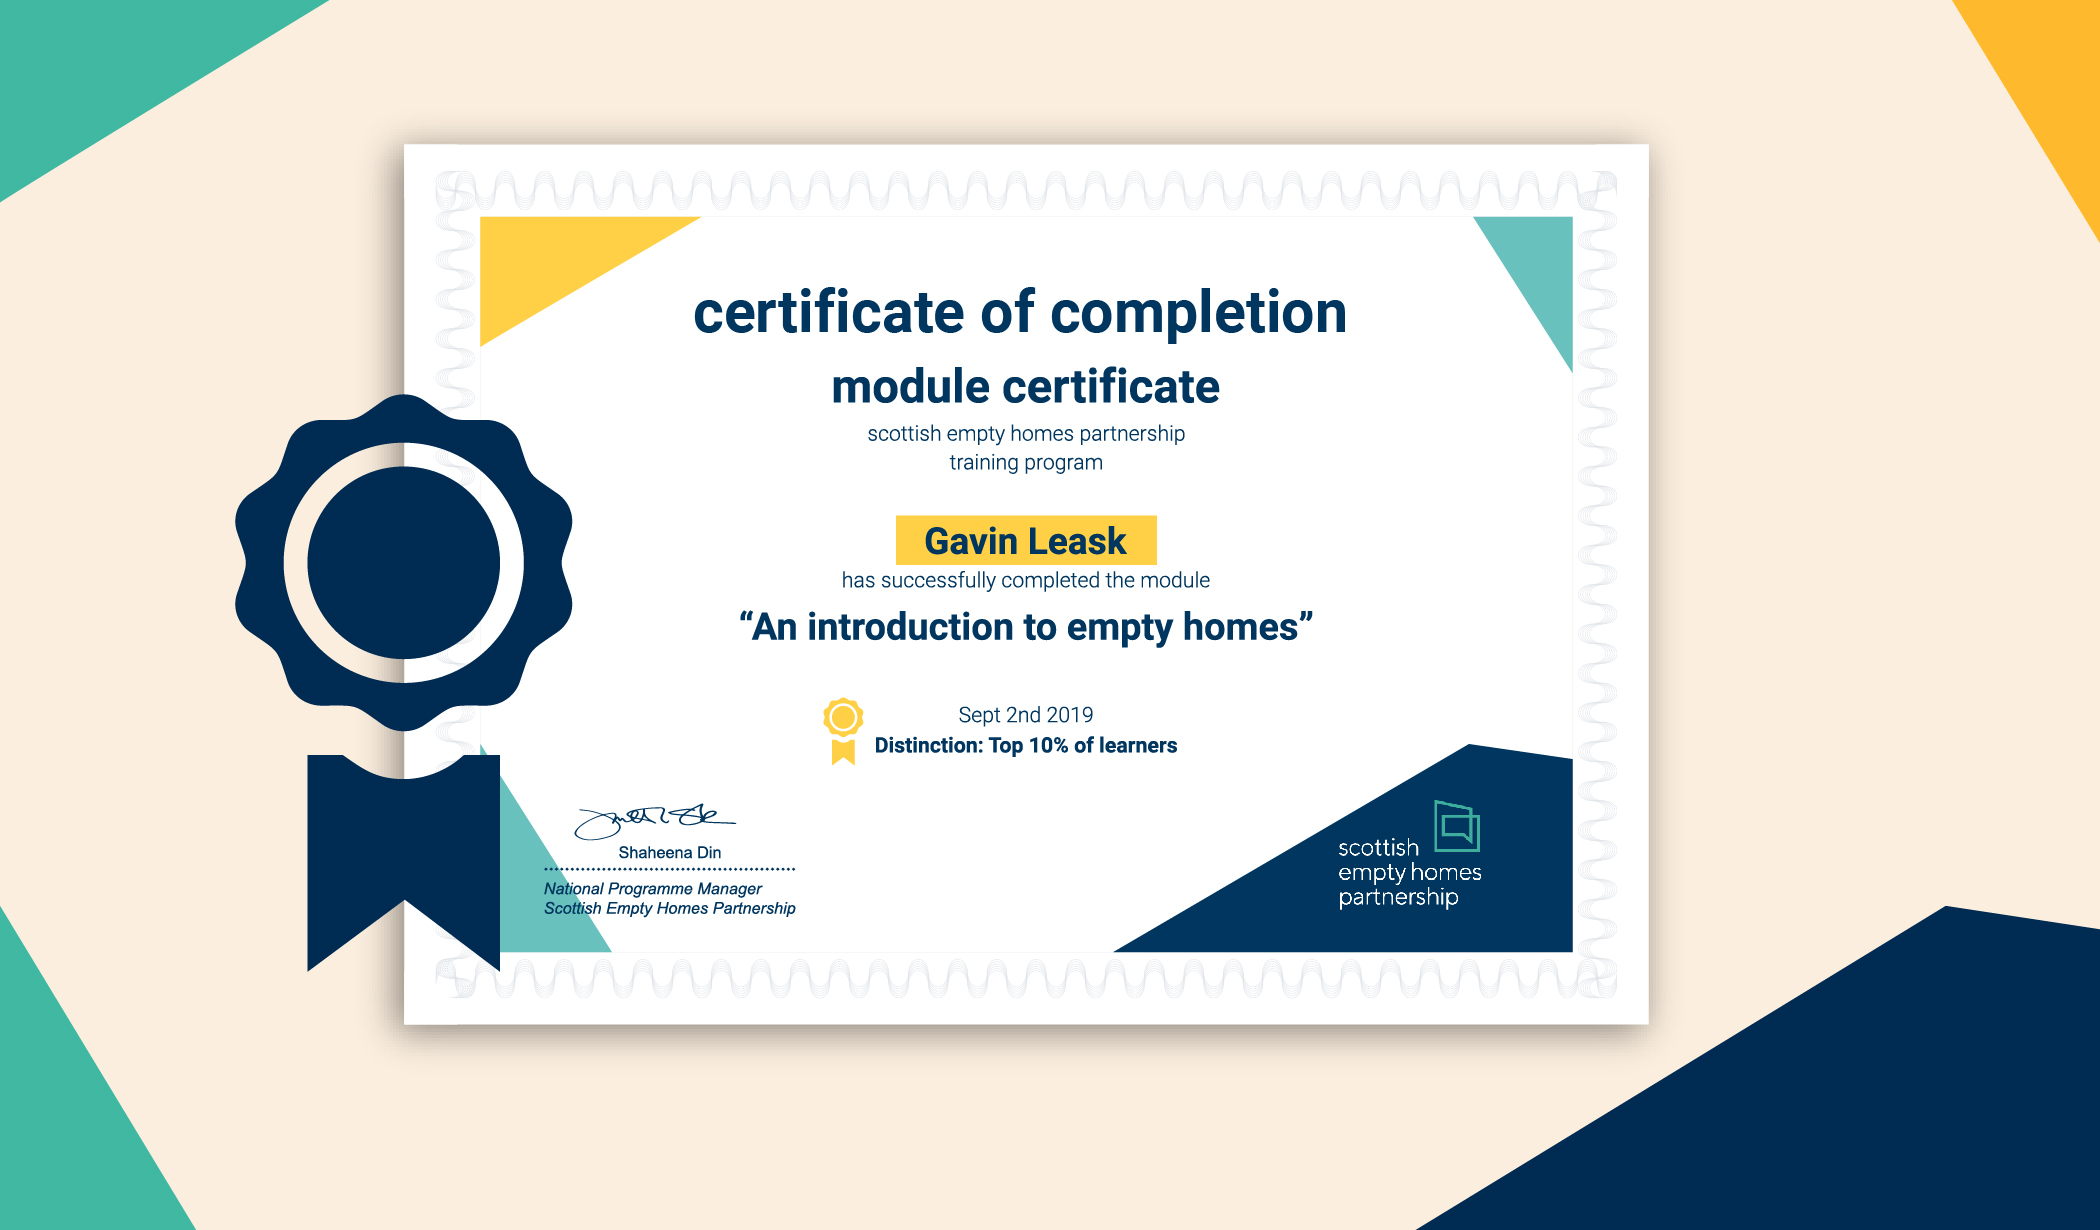 certificate of completion
module certificate
scottish empty homes partnership
training program
Gavin Leask
has successfully completed the module
“An introduction to empty homes”
Sept 2nd 2019
Distinction: Top 10% of learners
Shaheena Din
National Programme Manager
Scottish Empty Homes Partnership
scottish
empty homes
partnership